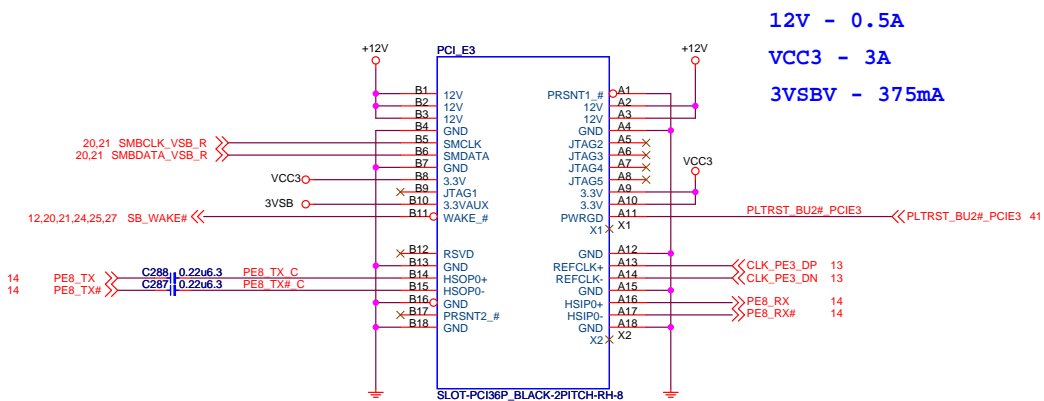 12V - 0.5A
VCC3 - 3A
3VSBV - 375mA
+12V
PCI_E3
+12V
B1 12V PRSNT1_# A1
B2 12V 12V A2
B3 12V 12V A3
B4 GND GND A4
20,21 SMBCLK_VSB_R B5 SMCLK JTAG2 A5
20,21 SMBDATA_VSB_R B6 SMDATA JTAG3 A6
B7 GND JTAG4 A7
VCC3 B8 3.3V JTAG5 A8 VCC3
B9 JTAG1 3.3V A9
3VSB B10 3.3VAUX 3.3V A10
12,20,21,24,25,27 SB_WAKE# B11 WAKE_# PWRGD A11 PLTRST_BU2#_PCIE3 PLTRST_BU2#_PCIE3 41
X1 X1
B12 RSVD GND A12
B13 GND REFCLK+ A13 CLK_PE3_DP 13
14 PE8_TX C288 0.22u6.3 PE8_TX_C B14 HSOP0+ REFCLK- A14 CLK_PE3_DN 13
14 PE8_TX# C287 0.22u6.3 PE8_TX#_C B15 HSOP0- GND A15
B16 GND HSIP0+ A16 PE8_RX 14
B17 PRSNT2_# HSIP0- A17 PE8_RX# 14
B18 GND GND A18
X2 X2
SLOT-PCI36P_BLACK-2PITCH-RH-8